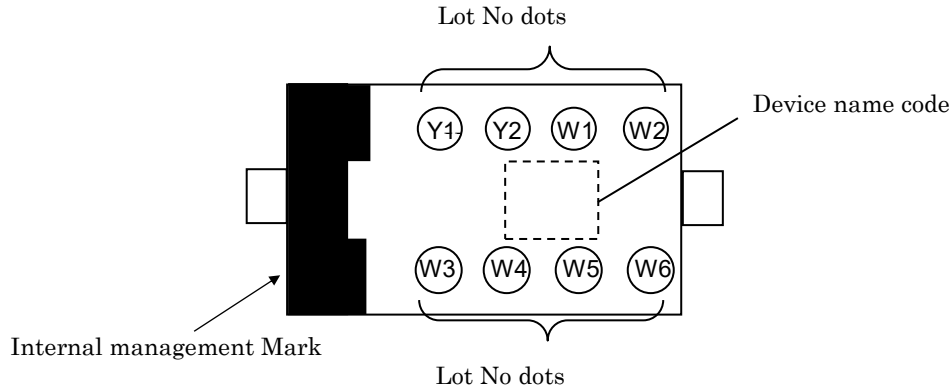 Lot No dots
Device name code
Y1 Y2 W1 W2
W3 W4 W5 W6
Internal management Mark
Lot No dots